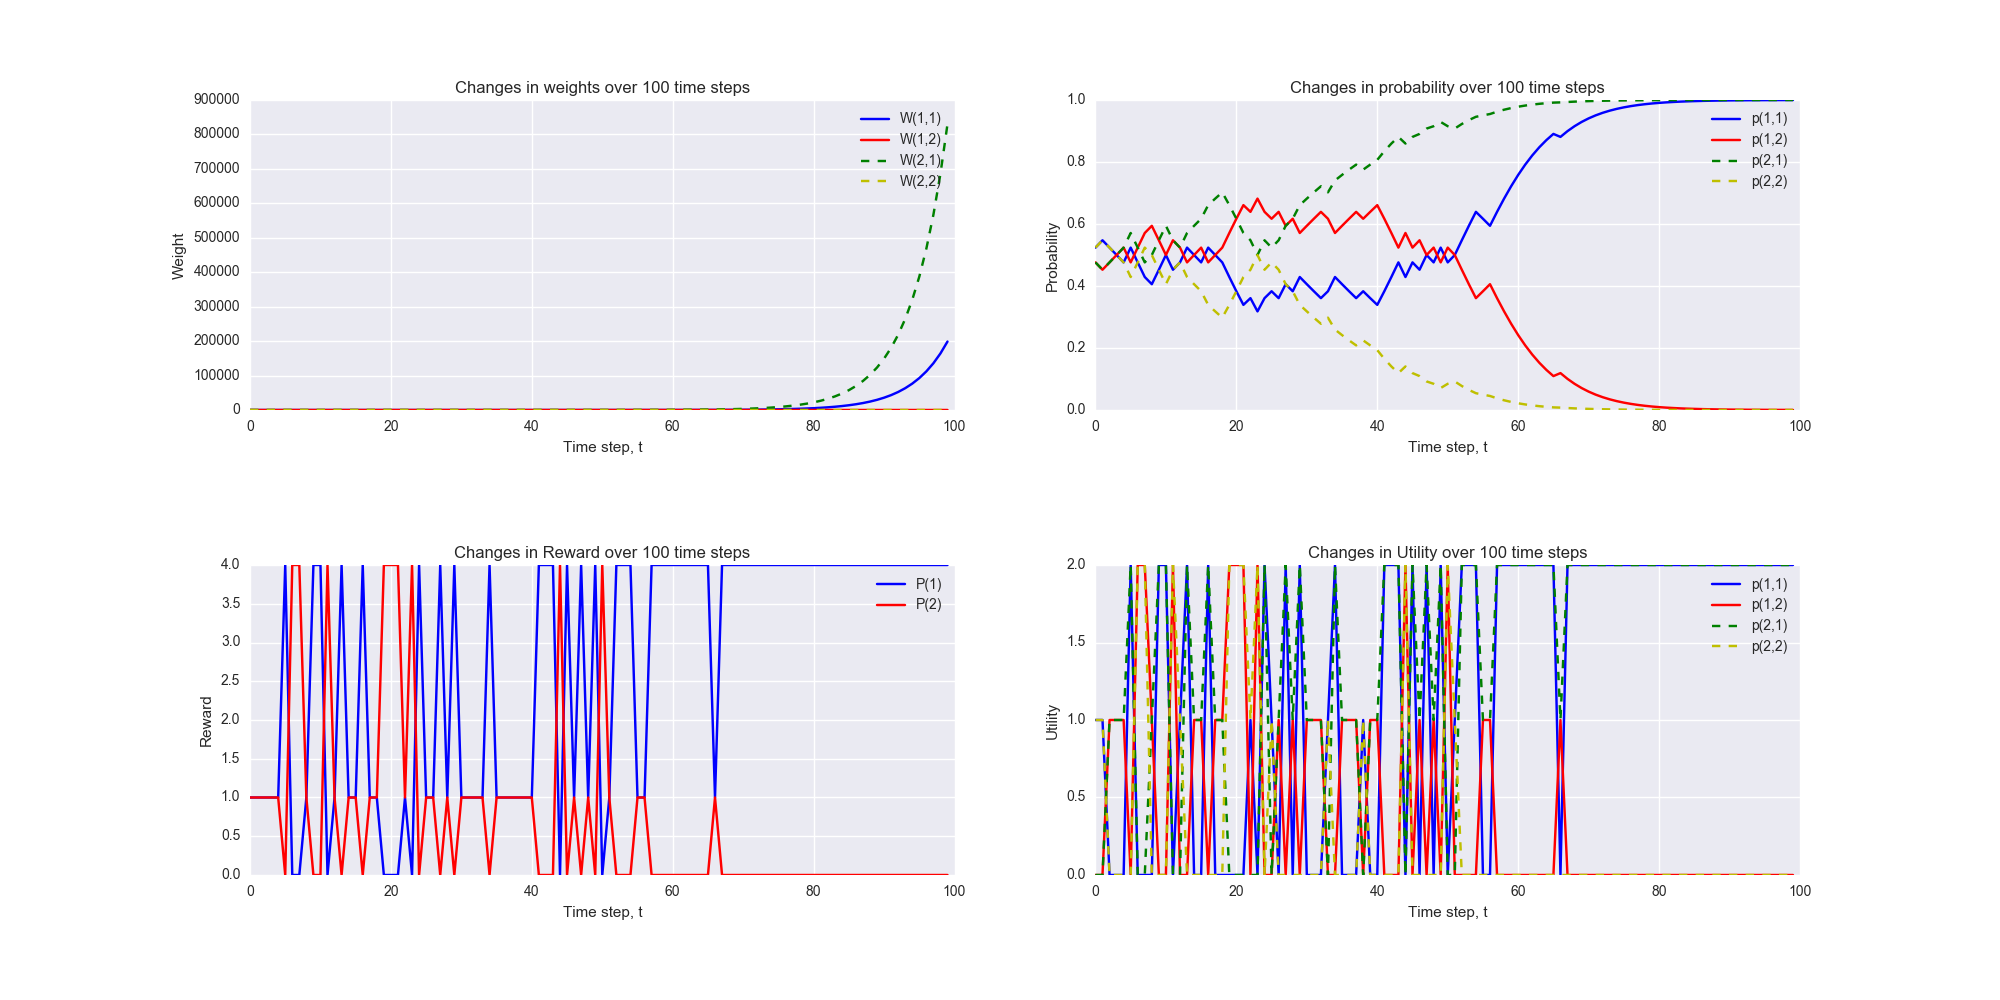 Changes in weights over 100 time steps
900000
800000
700000
600000
500000
400000
300000
200000
100000
0
Weight
0 20 40 60 80 100
Time step, t
W(1,1)
W(1,2)
W(2,1)
W(2,2)
Changes in probability over 100 time steps
1.0
0.8
0.6
0.4
0.2
0.0
Probability
0 20 40 60 80 100
Time step, t
p(1,1)
p(1,2)
p(2,1)
p(2,2)
Changes in Reward over 100 time steps
4.0
3.5
3.0
2.5
2.0
1.5
1.0
0.5
0.0
Reward
0 20 40 60 80 100
Time step, t
P(1)
P(2)
Changes in Utility over 100 time steps
2.0
1.5
1.0
0.5
0.0
Utility
0 20 40 60 80 100
Time step, t
p(1,1)
p(1,2)
p(2,1)
p(2,2)